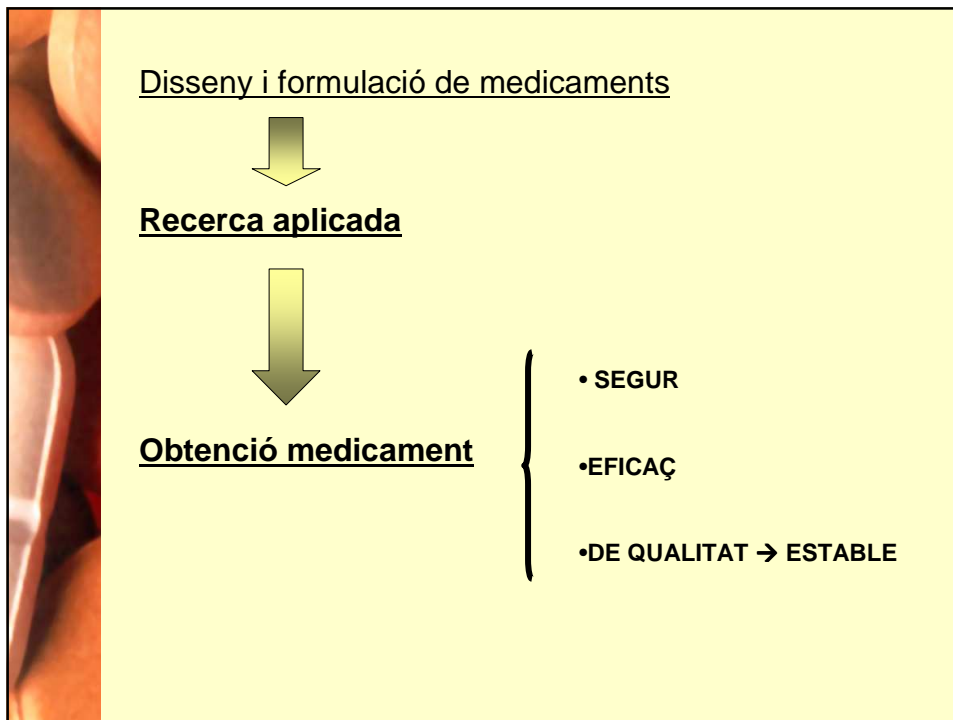 Disseny i formulació de medicaments
Recerca aplicada
Obtenció medicament
• SEGUR
•EFICAÇ
•DE QUALITAT → ESTABLE